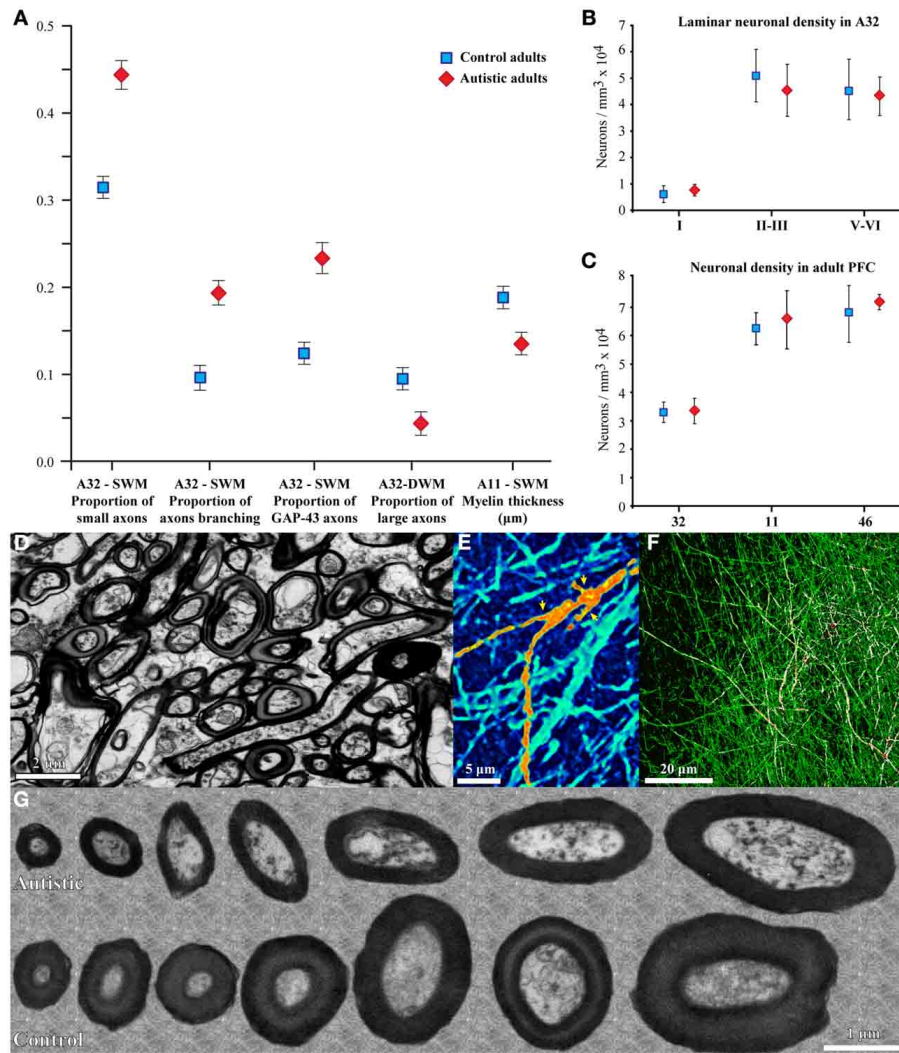 A
0.5
0.4
0.3
0.2
0.1
0.0
Control adults
Autistic adults
A32 - SWM
Proportion of
small axons
A32 - SWM
Proportion of
axons branching
A32 - SWM
Proportion of
GAP-43 axons
A32-DWM
Proportion of
large axons
A11 - SWM
Myelin thickness
(µm)
B
Laminar neuronal density in A32
Neurons / mm³ x 10⁴
7
6
5
4
3
2
1
0
I
II-III
V-VI
C
Neuronal density in adult PFC
Neurons / mm³ x 10⁴
8
7
6
5
4
3
2
1
0
32
11
46
D
2 µm
E
5 µm
F
20 µm
G
Autistic
Control
1 µm